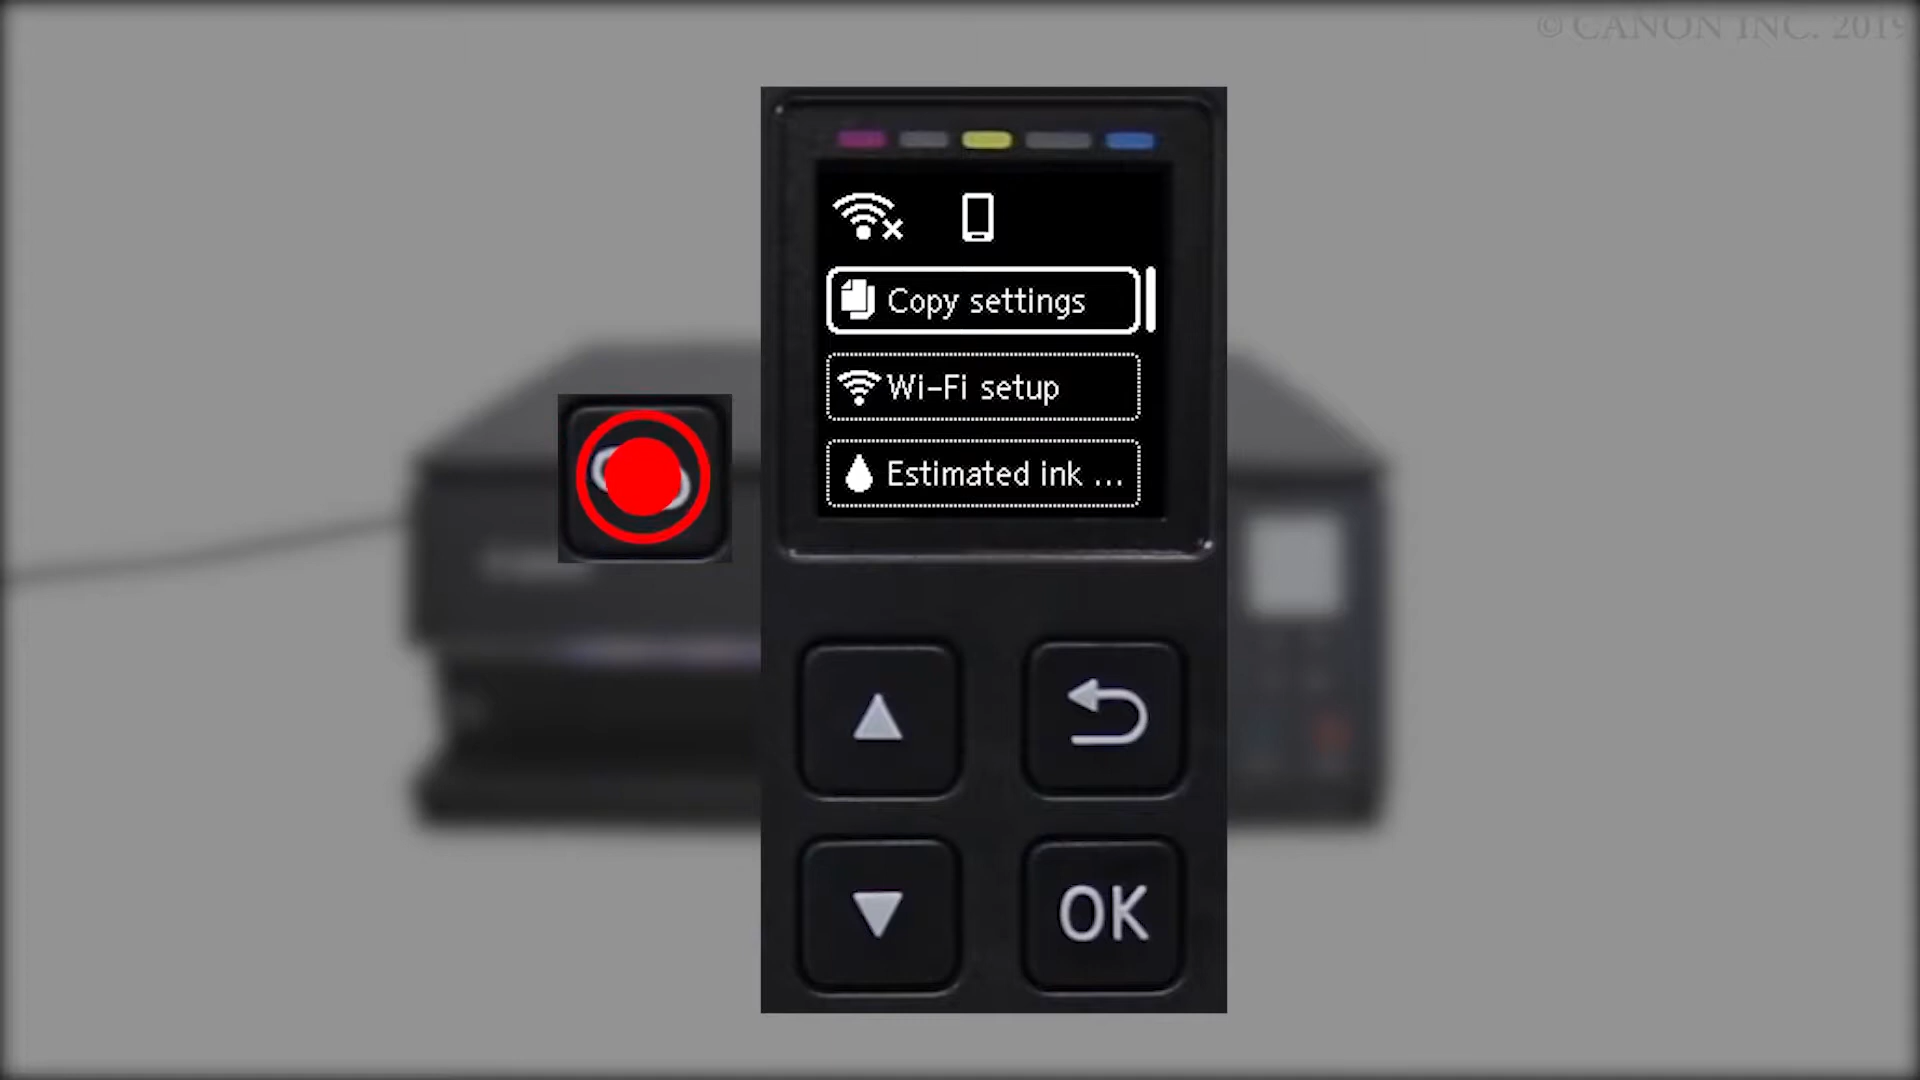 © CANON INC. 2019
Copy settings
Wi-Fi setup
Estimated ink ...
OK